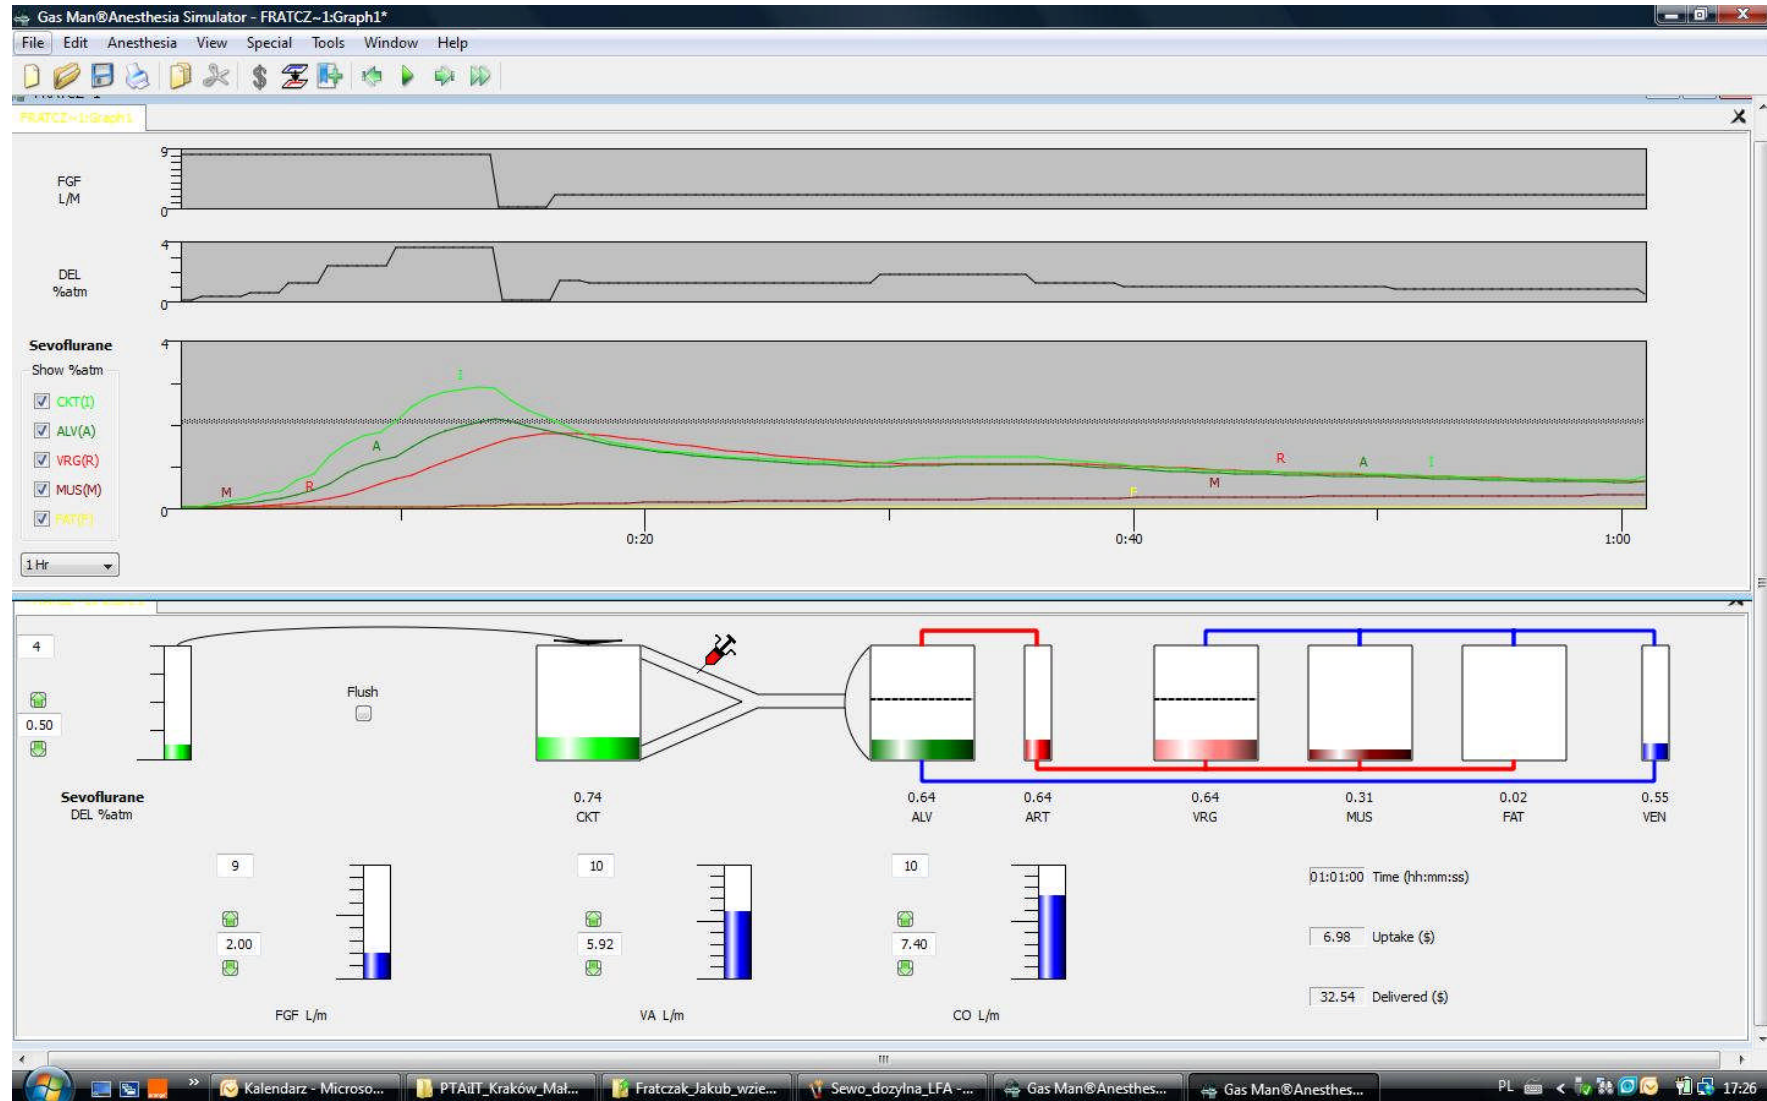 Gas Man®Anesthesia Simulator - FRATCZ~1:Graph1*
File Edit Anesthesia View Special Tools Window Help
FRATCZ~1:Graph1
FGF
L/M
9
0
DEL
%atm
4
0
Sevoflurane
Show %atm
CKT(I)
ALV(A)
VRG(R)
MUS(M)
FAT(F)
1 Hr
4
0
M R A I F M R A I
0:20 0:40 1:00
4
0.50
Flush
Sevoflurane
DEL %atm
0.74 0.64 0.64 0.64 0.31 0.02 0.55
CKT ALV ART VRG MUS FAT VEN
9 10 10
01:01:00 Time (hh:mm:ss)
2.00 5.92 7.40
6.98 Uptake ($)
32.54 Delivered ($)
FGF L/m VA L/m CO L/m
Kalendarz - Microso... PTAiIT_Kraków_Mał... Fratczak_Jakub_wzie... Sewo_dozylna_LFA -... Gas Man®Anesthes... Gas Man®Anesthes... PL 17:26